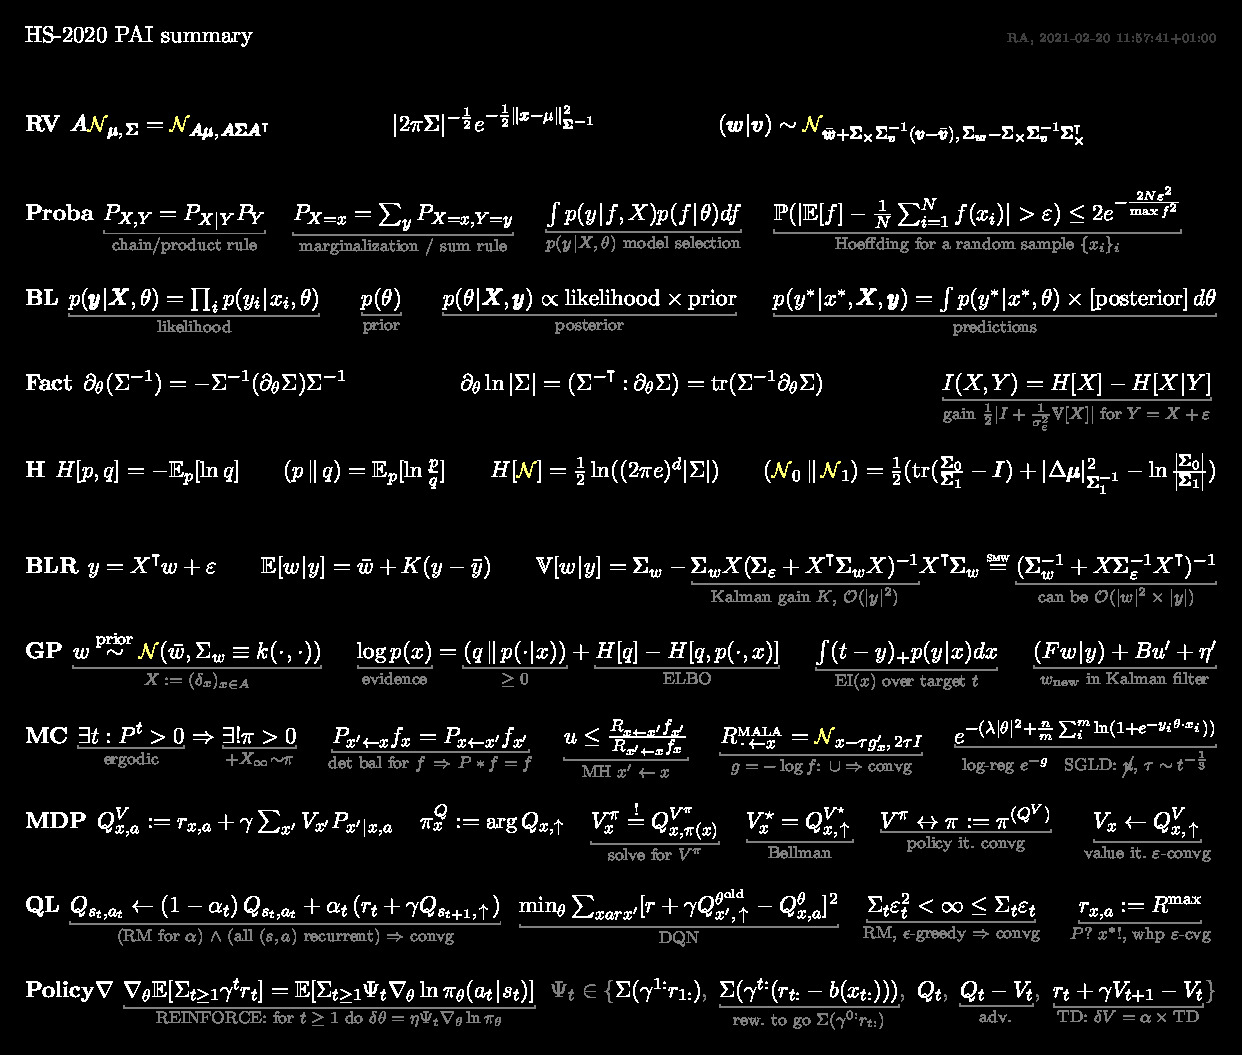 HS-2020 PAI summary RA, 2021-02-20 11:57:41+01:00
RV $A\mathcal{N}_{\mu,\Sigma} = \mathcal{N}_{A\mu, A\Sigma A^\intercal}$ $|2\pi\Sigma|^{-\frac{1}{2}} e^{-\frac{1}{2}\|x-\mu\|^2_{\Sigma^{-1}}}$ $(w|v) \sim \mathcal{N}_{\bar{w}+\Sigma_\times\Sigma_v^{-1}(v-\bar{v}), \Sigma_w-\Sigma_\times\Sigma_v^{-1}\Sigma_\times^\intercal}$
Proba $P_{X,Y} = P_{X|Y}P_Y$ $P_{X=x} = \sum_y P_{X=x,Y=y}$ $\int p(y|f,X)p(f|\theta)df$ $\mathbb{P}(|\mathbb{E}[f] - \frac{1}{N}\sum_{i=1}^N f(x_i)| > \varepsilon) \leq 2e^{-\frac{2N\varepsilon^2}{\max f^2}}$
chain/product rule marginalization / sum rule $p(y|X,\theta)$ model selection Hoeffding for a random sample $\{x_i\}_i$
BL $p(y|X,\theta) = \prod_i p(y_i|x_i,\theta)$ $p(\theta)$ $p(\theta|X,y) \propto$ likelihood × prior $p(y^*|x^*,X,y) = \int p(y^*|x^*,\theta) \times$ [posterior] $d\theta$
likelihood prior posterior predictions
Fact $\partial_\theta(\Sigma^{-1}) = -\Sigma^{-1}(\partial_\theta\Sigma)\Sigma^{-1}$ $\partial_\theta \ln|\Sigma| = (\Sigma^{-\intercal} : \partial_\theta\Sigma) = \mathrm{tr}(\Sigma^{-1}\partial_\theta\Sigma)$ $I(X,Y) = H[X] - H[X|Y]$
gain $\frac{1}{2}|I + \frac{1}{\sigma_\varepsilon^2}\mathbb{V}[X]|$ for $Y = X + \varepsilon$
H $H[p,q] = -\mathbb{E}_p[\ln q]$ $(p \| q) = \mathbb{E}_p[\ln\frac{p}{q}]$ $H[\mathcal{N}] = \frac{1}{2}\ln((2\pi e)^d|\Sigma|)$ $(\mathcal{N}_0 \| \mathcal{N}_1) = \frac{1}{2}(\mathrm{tr}(\frac{\Sigma_0}{\Sigma_1} - I) + |\Delta\mu|^2_{\Sigma_1^{-1}} - \ln\frac{|\Sigma_0|}{|\Sigma_1|})$
BLR $y = X^\intercal w + \varepsilon$ $\mathbb{E}[w|y] = \bar{w} + K(y - \bar{y})$ $\mathbb{V}[w|y] = \Sigma_w - \Sigma_w X(\Sigma_\varepsilon + X^\intercal\Sigma_w X)^{-1}X^\intercal\Sigma_w \overset{\text{SMW}}{=} (\Sigma_w^{-1} + X\Sigma_\varepsilon^{-1}X^\intercal)^{-1}$
Kalman gain $K$, $\mathcal{O}(|y|^2)$ can be $\mathcal{O}(|w|^2 \times |y|)$
GP $w \overset{\text{prior}}{\sim} \mathcal{N}(\bar{w}, \Sigma_w \equiv k(\cdot,\cdot))$ $\log p(x) = (q \| p(\cdot|x)) + H[q] - H[q, p(\cdot,x)]$ $\int(t-y)_+ p(y|x)dx$ $(Fw|y) + Bu' + \eta'$
$X := (\delta_x)_{x\in A}$ evidence $\geq 0$ ELBO EI($x$) over target $t$ $w_{\text{new}}$ in Kalman filter
MC $\exists t : P^t > 0 \Rightarrow \exists!\pi > 0$ $P_{x'\leftarrow x}f_x = P_{x\leftarrow x'}f_{x'}$ $u \leq \frac{R_{x\leftarrow x'}f_{x'}}{R_{x'\leftarrow x}f_x}$ $R^{\text{MALA}}_{\cdot\leftarrow x} = \mathcal{N}_{x-\tau g'_x, 2\tau I}$ $e^{-(\lambda|\theta|^2 + \frac{n}{m}\sum_i^m \ln(1+e^{-y_i\theta\cdot x_i}))}$
ergodic $+X_\infty\sim\pi$ det bal for $f \Rightarrow P * f = f$ MH $x' \leftarrow x$ $g = -\log f$: $\cup \Rightarrow$ convg log-reg $e^{-g}$ SGLD: $\not{u}$, $\tau \sim t^{-\frac{1}{3}}$
MDP $Q^V_{x,a} := r_{x,a} + \gamma\sum_{x'} V_{x'}P_{x'|x,a}$ $\pi^Q_x := \arg Q_{x,\uparrow}$ $V^\pi_x \overset{!}{=} Q^{V^\pi}_{x,\pi(x)}$ $V^\star_x = Q^{V^\star}_{x,\uparrow}$ $V^\pi \leftrightarrow \pi := \pi^{(Q^V)}$ $V_x \leftarrow Q^V_{x,\uparrow}$
solve for $V^\pi$ Bellman policy it. convg value it. $\varepsilon$-convg
QL $Q_{s_t,a_t} \leftarrow (1-\alpha_t)Q_{s_t,a_t} + \alpha_t(r_t + \gamma Q_{s_{t+1},\uparrow})$ $\min_\theta \sum_{xarx'}[r + \gamma Q^{\theta^{\text{old}}}_{x',\uparrow} - Q^\theta_{x,a}]^2$ $\Sigma_t\varepsilon_t^2 < \infty \leq \Sigma_t\varepsilon_t$ $r_{x,a} := R^{\max}$
(RM for $\alpha$) ∧ (all $(s,a)$ recurrent) ⇒ convg DQN RM, $\epsilon$-greedy ⇒ convg $P$? $x^*$!, whp $\varepsilon$-cvg
Policy∇ $\nabla_\theta\mathbb{E}[\Sigma_{t\geq1}\gamma^t r_t] = \mathbb{E}[\Sigma_{t\geq1}\Psi_t\nabla_\theta\ln\pi_\theta(a_t|s_t)]$ $\Psi_t \in \{\Sigma(\gamma^{1:}r_{1:}), \Sigma(\gamma^{t:}(r_{t:} - b(x_{t:}))), Q_t, Q_t - V_t, r_t + \gamma V_{t+1} - V_t\}$
REINFORCE: for $t \geq 1$ do $\delta\theta = \eta\Psi_t\nabla_\theta\ln\pi_\theta$ rew. to go $\Sigma(\gamma^{0:}r_{t:})$ adv. TD: $\delta V = \alpha \times$ TD